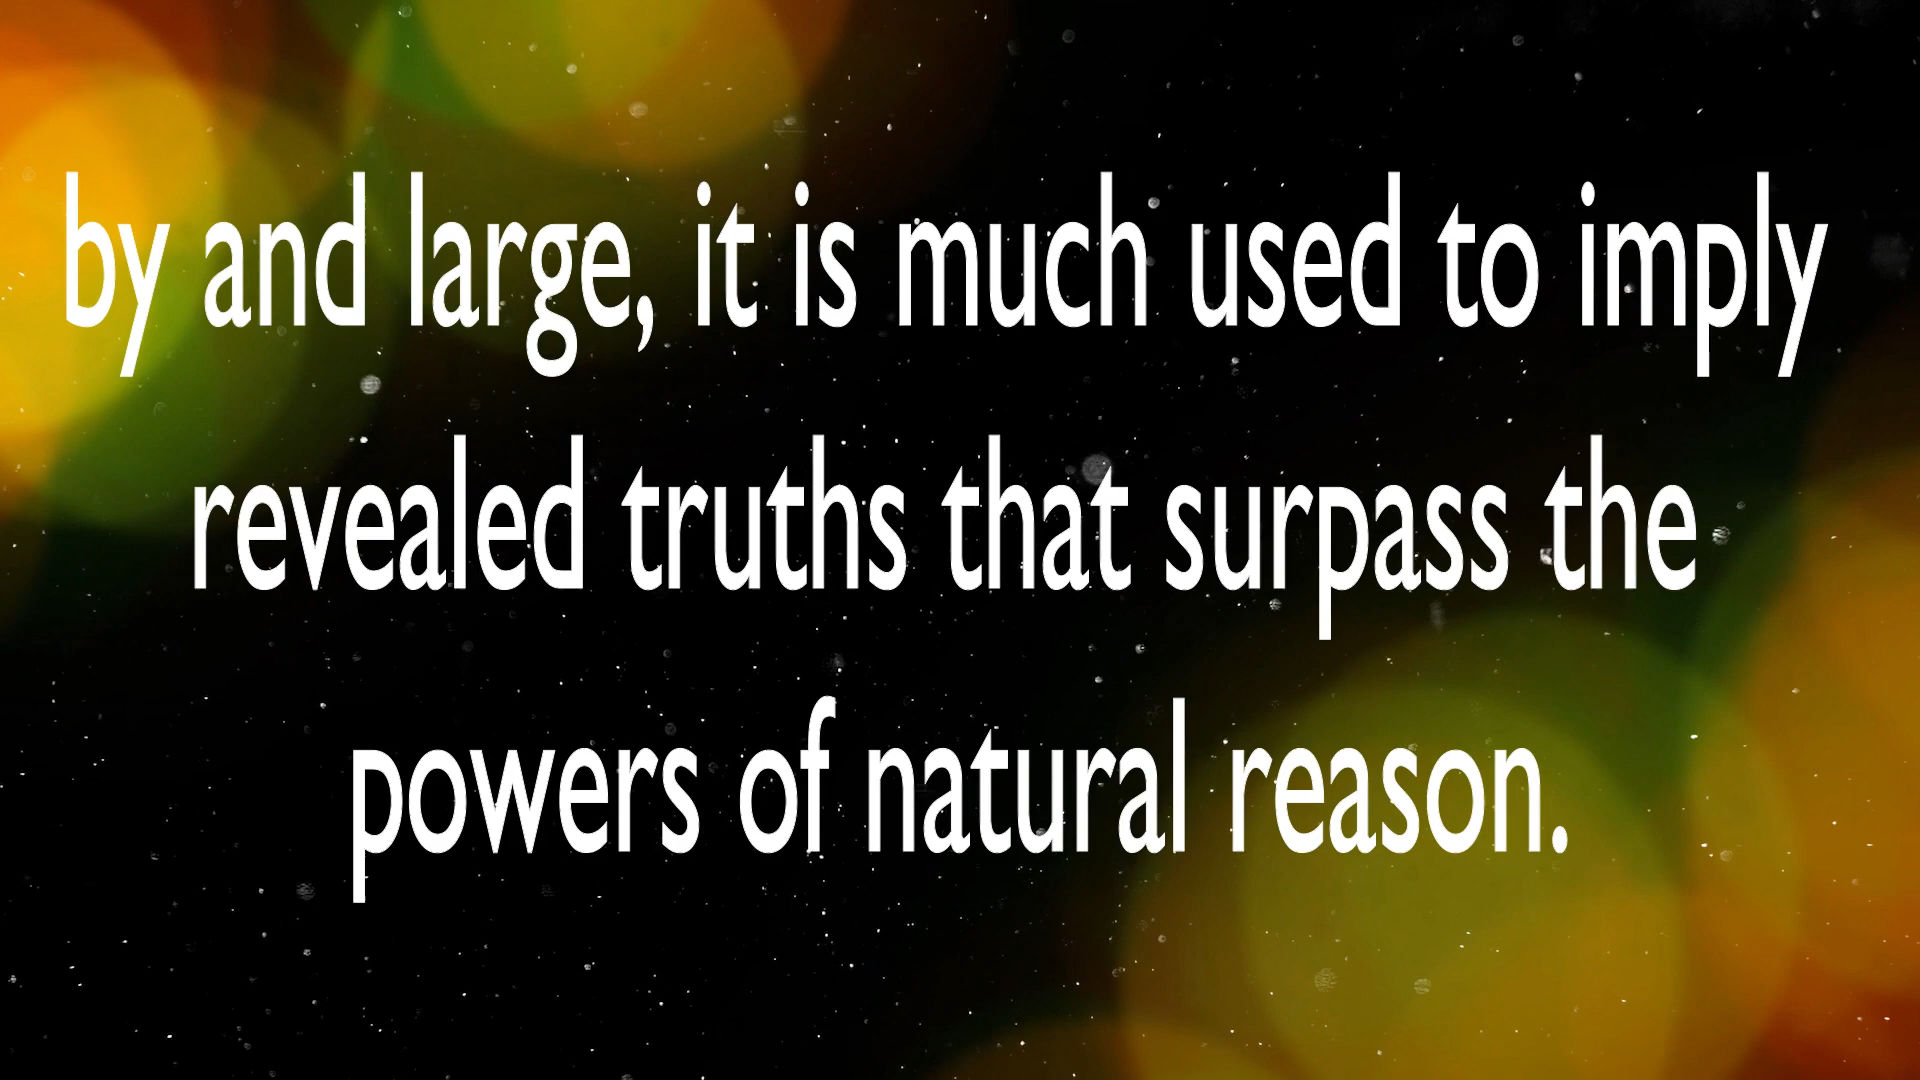 by and large, it is much used to imply
revealed truths that surpass the
powers of natural reason.